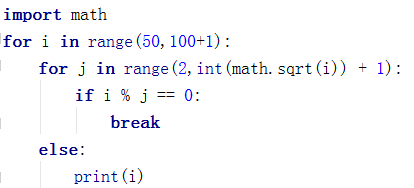 import math
for i in range(50,100+1):
    for j in range(2,int(math.sqrt(i)) + 1):
        if i % j == 0:
            break
    else:
        print(i)